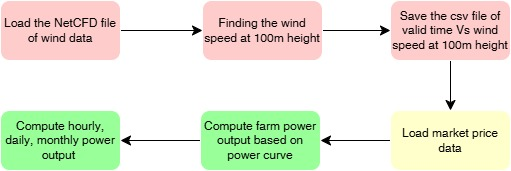 Load the NetCFD file
of wind data
Finding the wind
speed at 100m height
Save the csv file of
valid time Vs wind
speed at 100m height
Load market price
data
Compute farm power
output based on
power curve
Compute hourly,
daily, monthly power
output